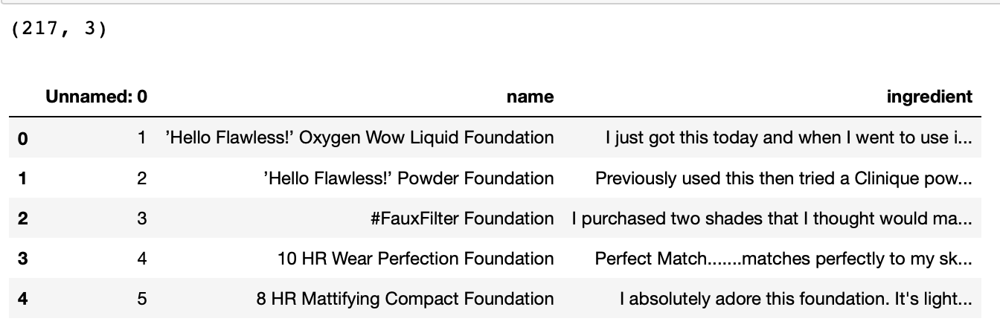 (217, 3)
Unnamed: 0 name ingredient
0 1 ’Hello Flawless!’ Oxygen Wow Liquid Foundation I just got this today and when I went to use i...
1 2 ’Hello Flawless!’ Powder Foundation Previously used this then tried a Clinique pow...
2 3 #FauxFilter Foundation I purchased two shades that I thought would ma...
3 4 10 HR Wear Perfection Foundation Perfect Match.......matches perfectly to my sk...
4 5 8 HR Mattifying Compact Foundation I absolutely adore this foundation. It's light...